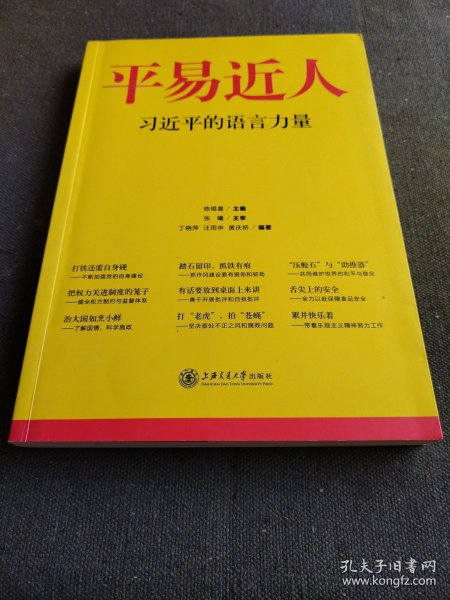 平易近人
习近平的语言力量
陈锡喜 / 主编
张曦 / 主审
丁晓萍 汪雨申 黄庆桥 / 编著
打铁还需自身硬
——不断加强党的自身建设
踏石留印、抓铁有痕
——抓作风建设要有狠劲和韧劲
"压舱石"与"助推器"
——共同维护世界的和平与稳定
把权力关进制度的笼子
——健全权力制约与监督体系
有话要放到桌面上来讲
——善于开展批评和自我批评
舌尖上的安全
——全力以赴保障食品安全
治大国如烹小鲜
——了解国情，科学施政
打"老虎"，拍"苍蝇"
——坚决查处不正之风和腐败问题
累并快乐着
——带着乐观主义精神努力工作
上海交通大学出版社
SHANGHAI JIAO TONG UNIVERSITY PRESS
孔夫子旧书网
www.kongfz.com